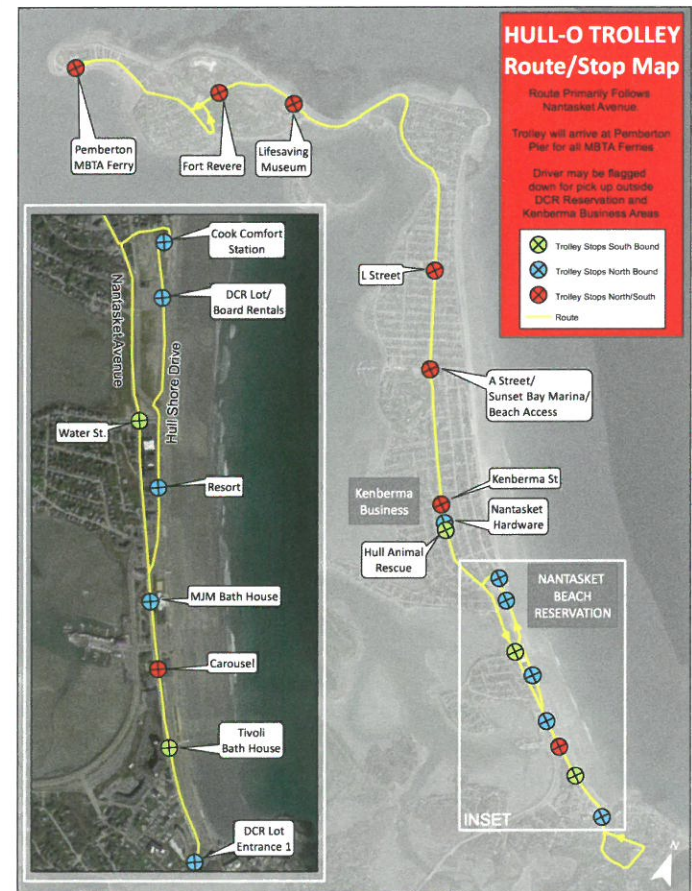 HULL-O TROLLEY
Route/Stop Map
Route Primarily Follows
Nantasket Avenue
Trolley will arrive at Pemberton
Pier for all MBTA Ferries
Driver may be flagged
down for pick up outside
DCR Reservation and
Kenberma Business Areas
Trolley Stops South Bound
Trolley Stops North Bound
Trolley Stops North/South
Route
Pemberton
MBTA Ferry
Fort Revere
Lifesaving
Museum
L Street
A Street/
Sunset Bay Marina/
Beach Access
Kenberma St
Kenberma
Business
Nantasket
Hardware
Hull Animal
Rescue
NANTASKET
BEACH
RESERVATION
INSET
N
Cook Comfort
Station
DCR Lot/
Board Rentals
Nantasket Avenue
Hull Shore Drive
Water St.
Resort
MJM Bath House
Carousel
Tivoli
Bath House
DCR Lot
Entrance 1